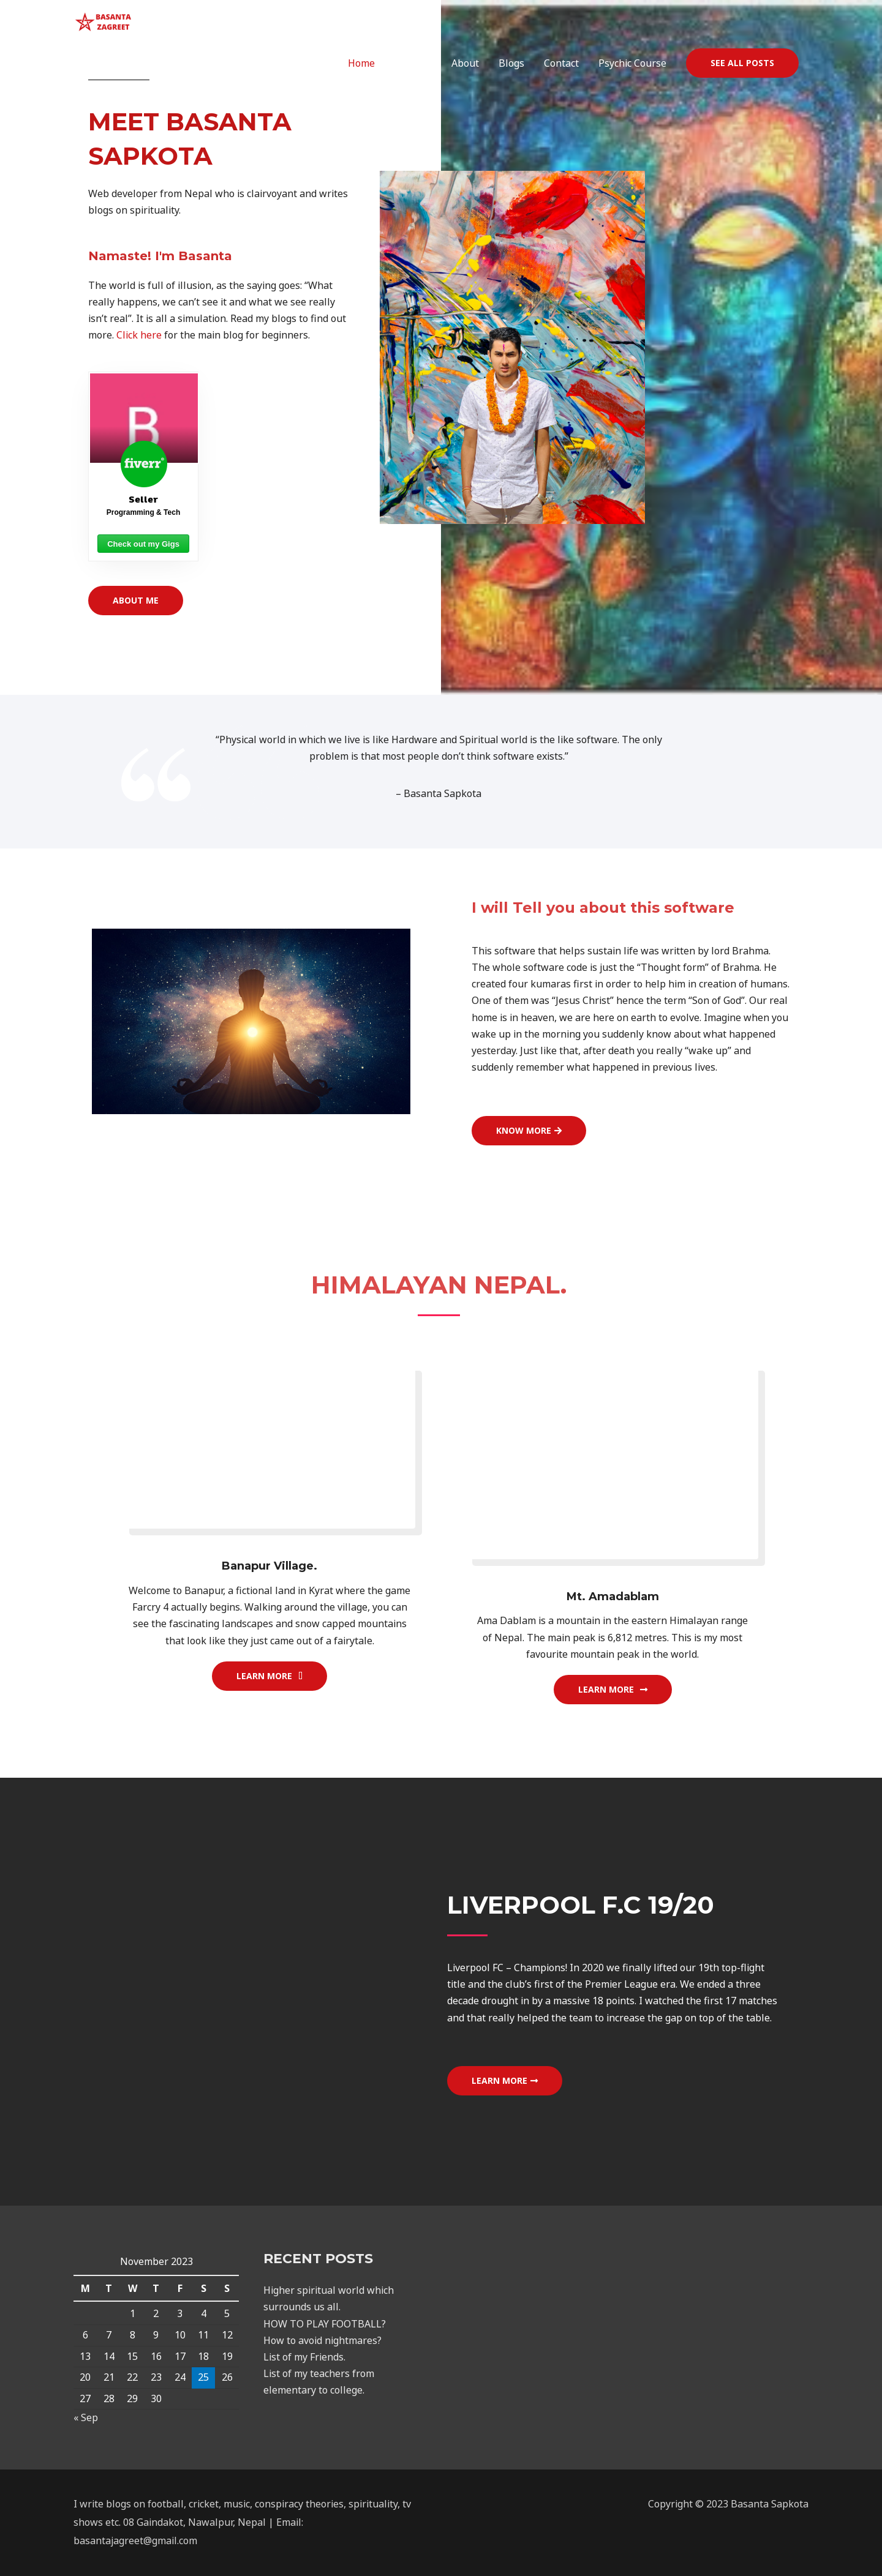 BASANTA
ZAGREET
Home
About
Blogs
Contact
Psychic Course
SEE ALL POSTS
MEET BASANTA
SAPKOTA
Web developer from Nepal who is clairvoyant and writes
blogs on spirituality.
Namaste! I'm Basanta
The world is full of illusion, as the saying goes: “What
really happens, we can’t see it and what we see really
isn’t real”. It is all a simulation. Read my blogs to find out
more. Click here for the main blog for beginners.
B
fiverr
Seller
Programming & Tech
Check out my Gigs
ABOUT ME
“Physical world in which we live is like Hardware and Spiritual world is the like software. The only
problem is that most people don’t think software exists.”
– Basanta Sapkota
I will Tell you about this software
This software that helps sustain life was written by lord Brahma.
The whole software code is just the “Thought form” of Brahma. He
created four kumaras first in order to help him in creation of humans.
One of them was “Jesus Christ” hence the term “Son of God”. Our real
home is in heaven, we are here on earth to evolve. Imagine when you
wake up in the morning you suddenly know about what happened
yesterday. Just like that, after death you really “wake up” and
suddenly remember what happened in previous lives.
KNOW MORE
HIMALAYAN NEPAL.
Banapur Village.
Welcome to Banapur, a fictional land in Kyrat where the game
Farcry 4 actually begins. Walking around the village, you can
see the fascinating landscapes and snow capped mountains
that look like they just came out of a fairytale.
LEARN MORE
Mt. Amadablam
Ama Dablam is a mountain in the eastern Himalayan range
of Nepal. The main peak is 6,812 metres. This is my most
favourite mountain peak in the world.
LEARN MORE
LIVERPOOL F.C 19/20
Liverpool FC – Champions! In 2020 we finally lifted our 19th top-flight
title and the club’s first of the Premier League era. We ended a three
decade drought in by a massive 18 points. I watched the first 17 matches
and that really helped the team to increase the gap on top of the table.
LEARN MORE
November 2023
M T W T F S S
1 2 3 4 5
6 7 8 9 10 11 12
13 14 15 16 17 18 19
20 21 22 23 24 25 26
27 28 29 30
« Sep
RECENT POSTS
Higher spiritual world which
surrounds us all.
HOW TO PLAY FOOTBALL?
How to avoid nightmares?
List of my Friends.
List of my teachers from
elementary to college.
I write blogs on football, cricket, music, conspiracy theories, spirituality, tv
shows etc. 08 Gaindakot, Nawalpur, Nepal | Email:
basantajagreet@gmail.com
Copyright © 2023 Basanta Sapkota